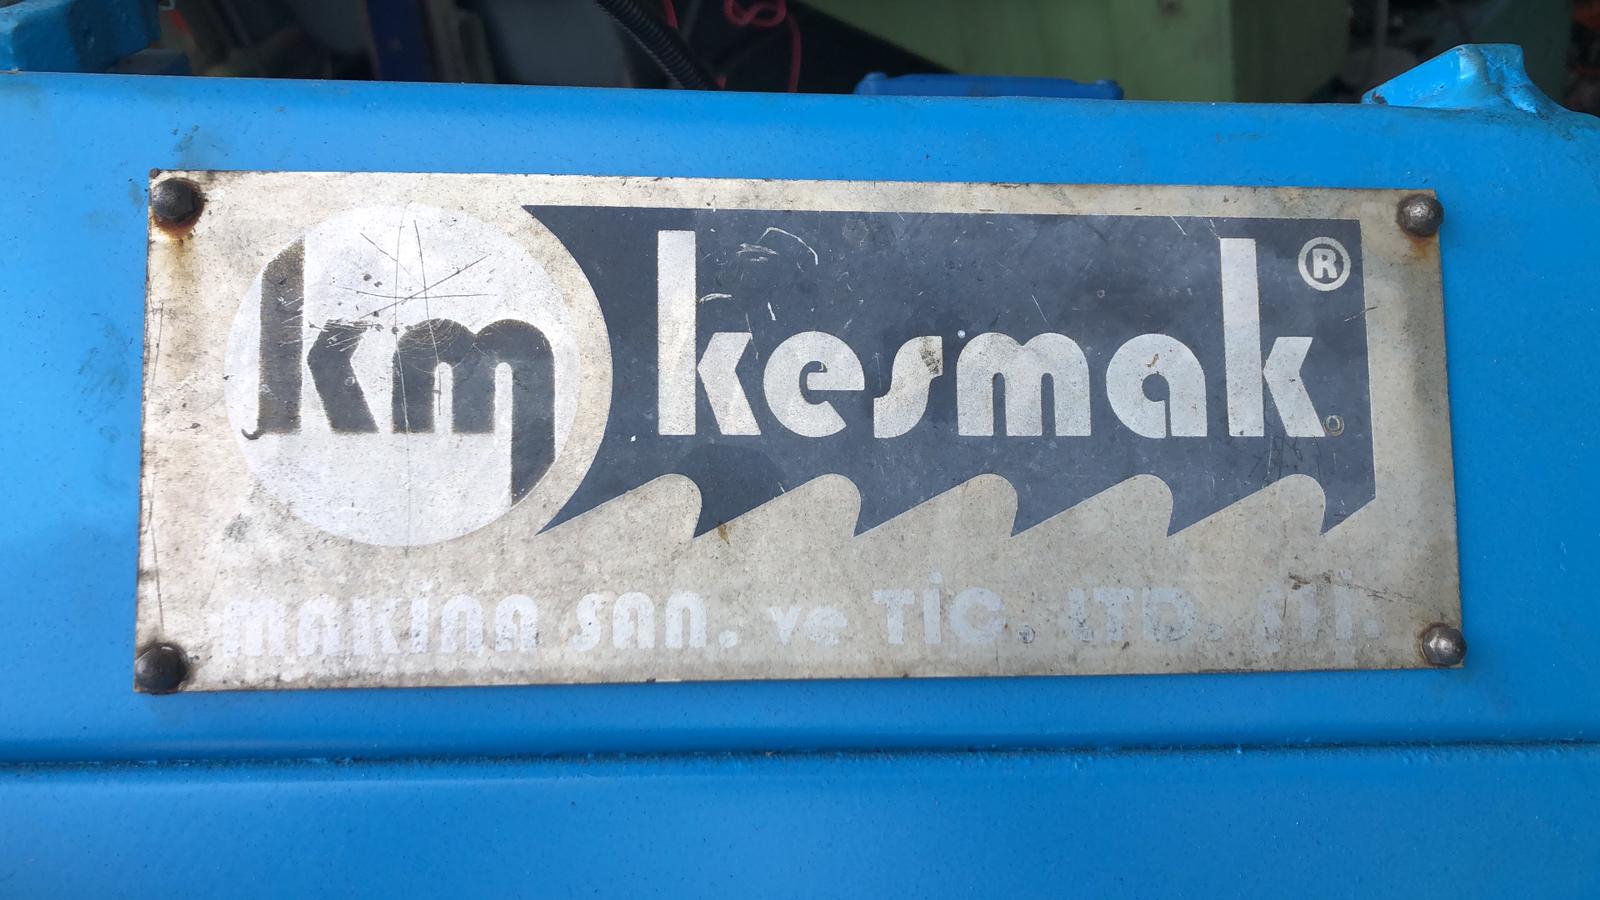 km kesmak ®
MAKİNA SAN. ve TİC. LTD. ŞTİ.